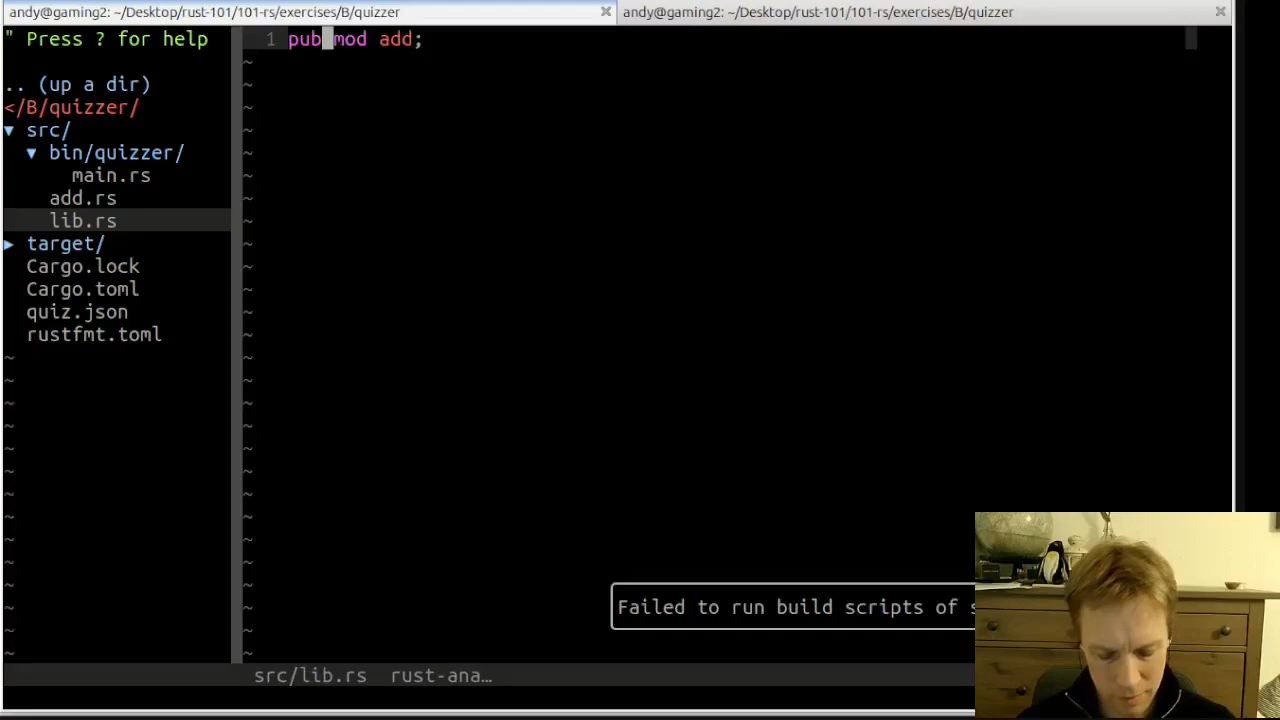 andy@gaming2: ~/Desktop/rust-101/101-rs/exercises/B/quizzer
andy@gaming2: ~/Desktop/rust-101/101-rs/exercises/B/quizzer
" Press ? for help
.. (up a dir)
</B/quizzer/
▼ src/
▼ bin/quizzer/
main.rs
add.rs
lib.rs
▶ target/
Cargo.lock
Cargo.toml
quiz.json
rustfmt.toml
1 pub mod add;
Failed to run build scripts of s
src/lib.rs rust-ana…